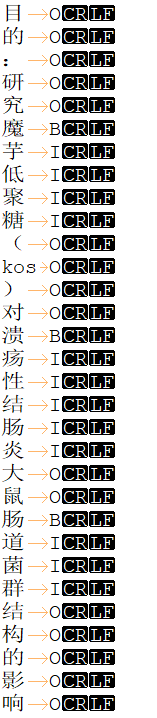 目→OCRLF
的→OCRLF
：→OCRLF
研→OCRLF
究→OCRLF
魔→BCRLF
芋→ICRLF
低→ICRLF
聚→ICRLF
糖→ICRLF
（→OCRLF
kos→OCRLF
）→OCRLF
对→OCRLF
溃→BCRLF
疡→ICRLF
性→ICRLF
结→ICRLF
肠→ICRLF
炎→ICRLF
大→OCRLF
鼠→OCRLF
肠→BCRLF
道→ICRLF
菌→ICRLF
群→ICRLF
结→OCRLF
构→OCRLF
的→OCRLF
影→OCRLF
响→OCRLF